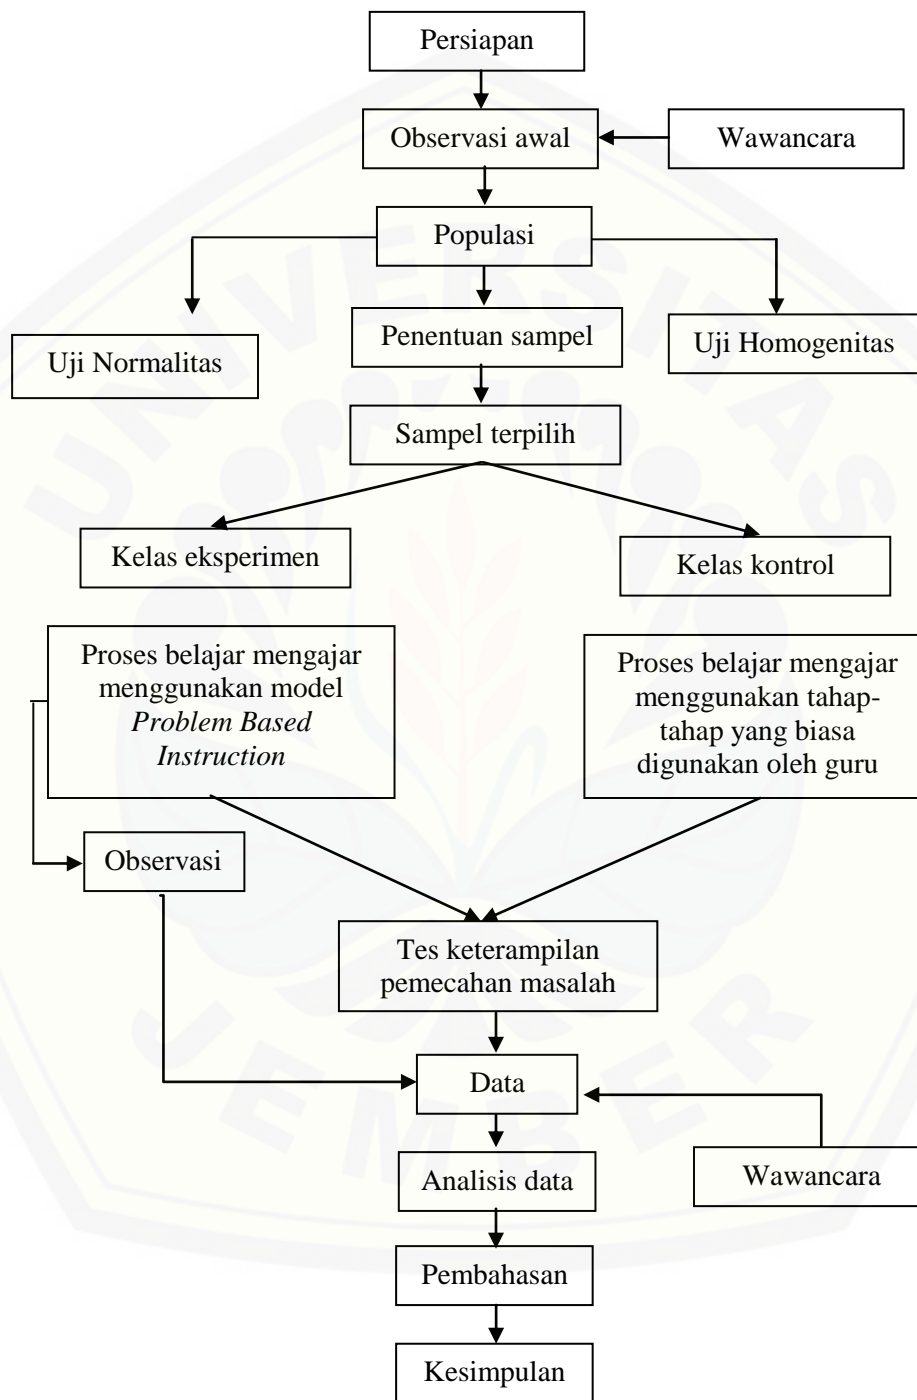 Persiapan
Observasi awal
Wawancara
Populasi
Uji Normalitas
Penentuan sampel
Uji Homogenitas
Sampel terpilih
Kelas eksperimen
Kelas kontrol
Proses belajar mengajar
menggunakan model
Problem Based
Instruction
Proses belajar mengajar
menggunakan tahap-
tahap yang biasa
digunakan oleh guru
Observasi
Tes keterampilan
pemecahan masalah
Data
Analisis data
Wawancara
Pembahasan
Kesimpulan
UNIVERSITAS
JEMBER